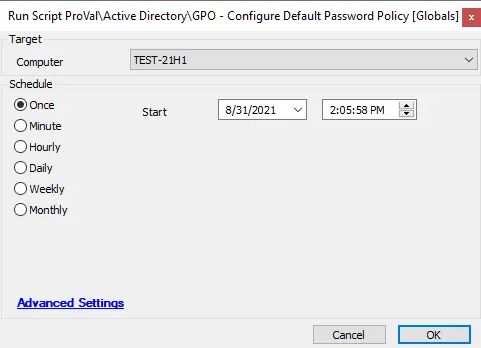 Run Script ProVal\Active Directory\GPO - Configure Default Password Policy [Globals] x
Target
Computer TEST-21H1
Schedule
Once Start 8/31/2021 2:05:58 PM
Minute
Hourly
Daily
Weekly
Monthly
Advanced Settings
Cancel OK